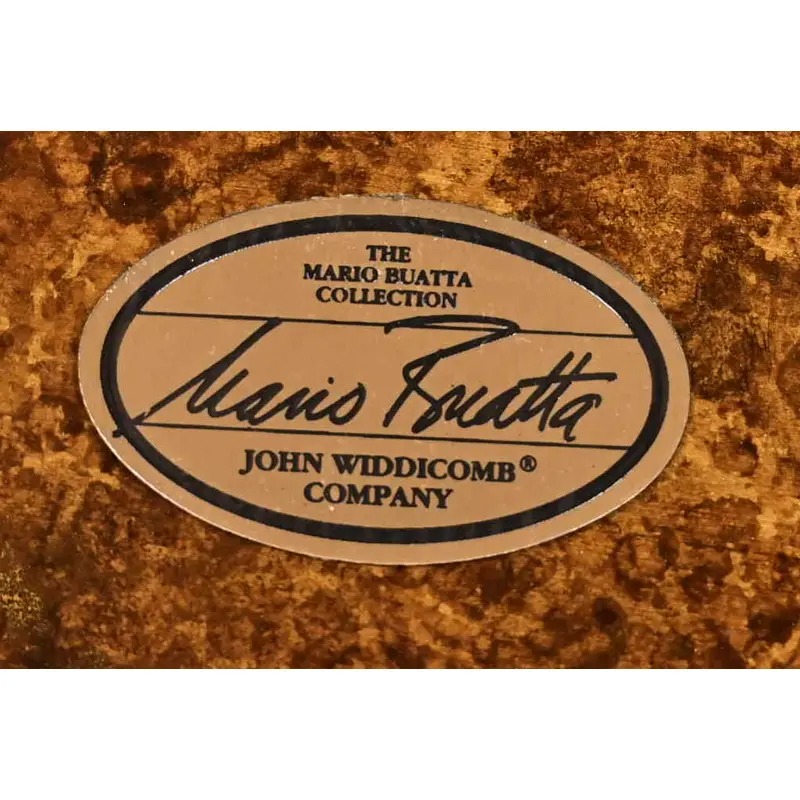 THE
MARIO BUATTA
COLLECTION
Mario Buatta
JOHN WIDDICOMB®
COMPANY